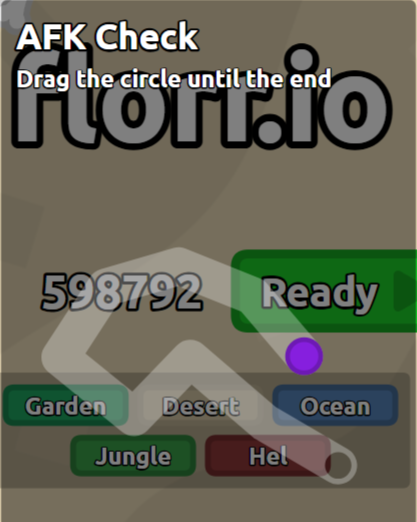 AFK Check
Drag the circle until the end
florr.io
598792
Ready
Garden
Desert
Ocean
Jungle
Hel